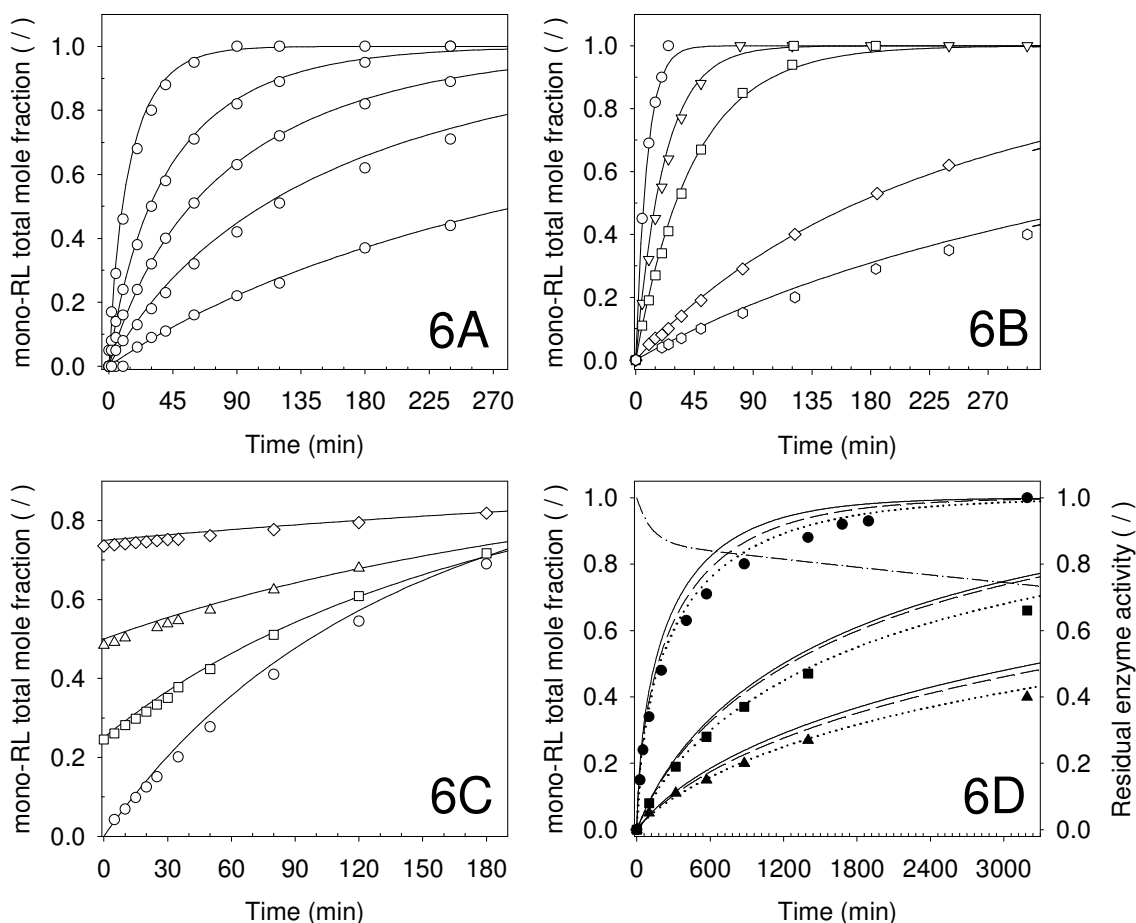 mono-RL total mole fraction ( / )
1.0
0.8
0.6
0.4
0.2
0.0
6A
0 45 90 135 180 225 270
Time (min)
mono-RL total mole fraction ( / )
1.0
0.8
0.6
0.4
0.2
0.0
6B
0 45 90 135 180 225 270
Time (min)
mono-RL total mole fraction ( / )
0.8
0.6
0.4
0.2
0.0
6C
0 30 60 90 120 150 180
Time (min)
mono-RL total mole fraction ( / )
1.0
0.8
0.6
0.4
0.2
0.0
6D
1.0
0.8
0.6
0.4
0.2
0.0
Residual enzyme activity ( / )
0 600 1200 1800 2400 3000
Time (min)